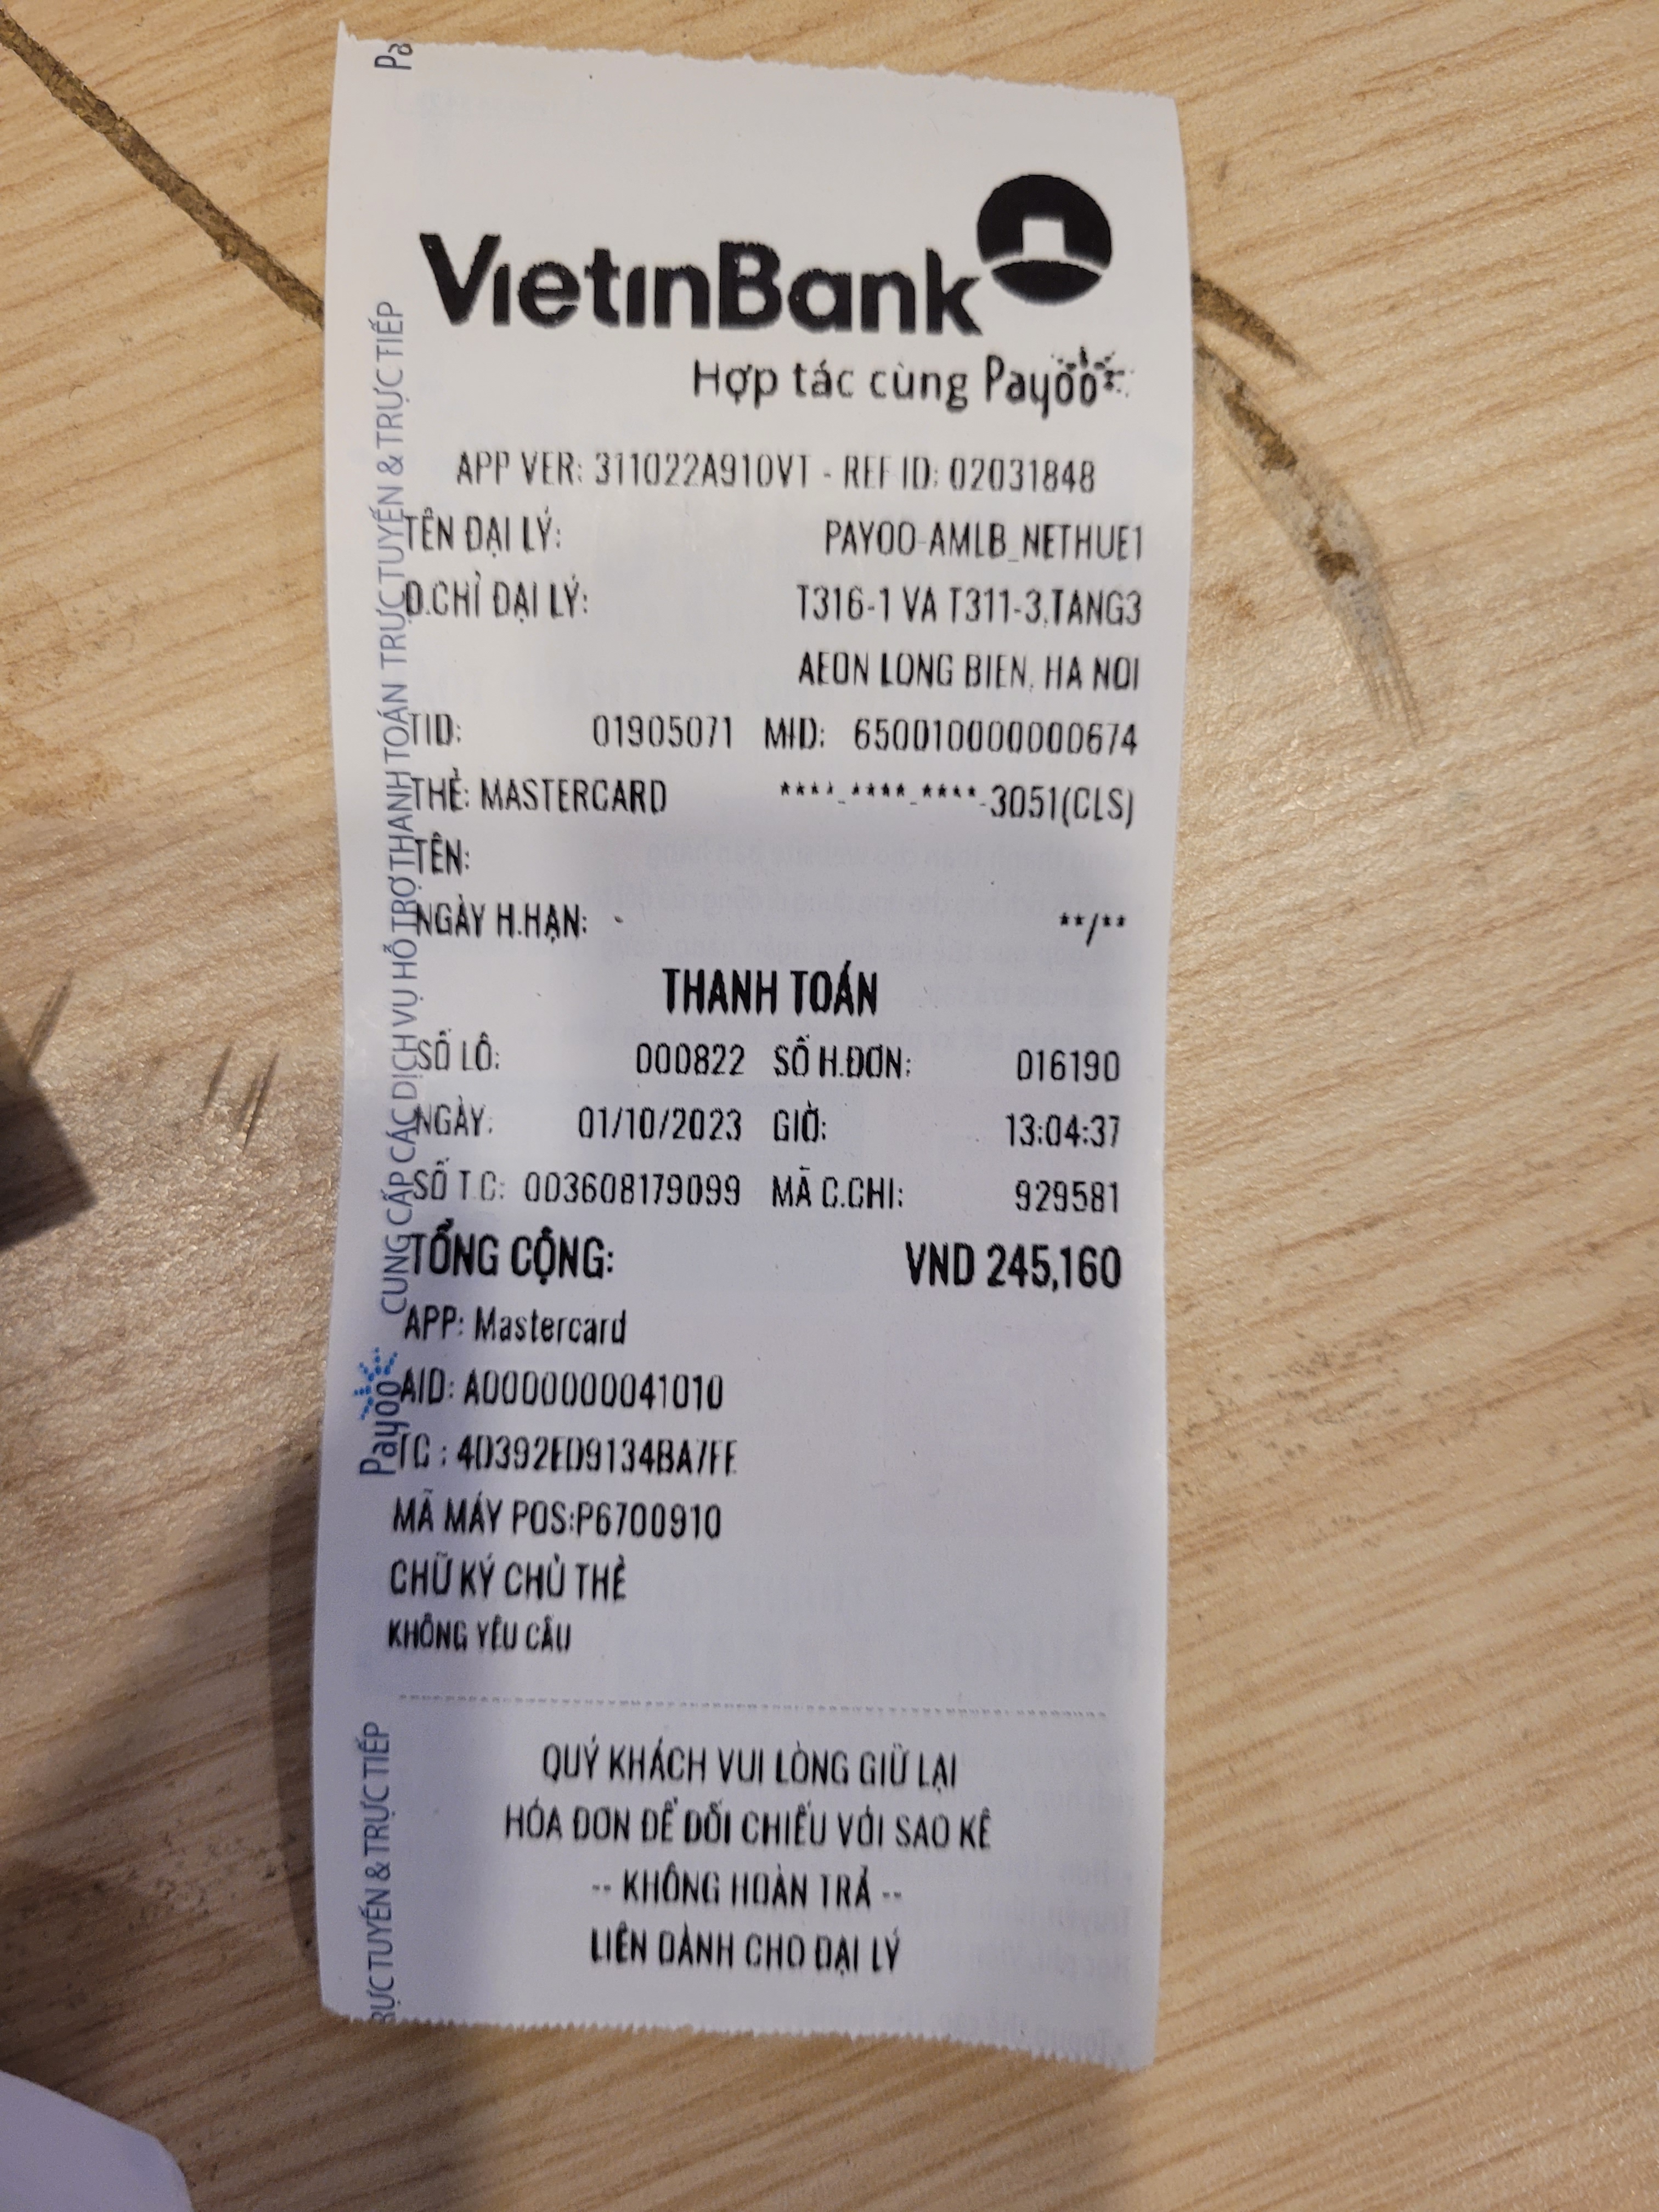 VietinBank
Hợp tác cùng Payoo
APP VER: 311022A910VT - REF ID: 02031848
TÊN ĐẠI LÝ: PAYOO-AMLB_NETHUE1
Đ.CHỈ ĐẠI LÝ: T316-1 VA T311-3,TANG3
AEON LONG BIEN, HA NOI
TID: 01905071 MID: 650010000000674
THẺ: MASTERCARD ****-****-****-3051(CLS)
TÊN:
NGÀY H.HẠN: - **/**
THANH TOÁN
SỐ LÔ: 000822 SỐ H.ĐƠN: 016190
NGÀY: 01/10/2023 GIỜ: 13:04:37
SỐ T.C: 003608179099 MÃ C.CHI: 929581
TỔNG CỘNG: VND 245,160
APP: Mastercard
AID: A0000000041010
TC : 4D392ED9134BA7FE
MÃ MÁY POS:P6700910
CHỮ KÝ CHỦ THẺ
KHÔNG YÊU CẦU
QUÝ KHÁCH VUI LÒNG GIỮ LẠI
HÓA ĐƠN ĐỂ ĐỐI CHIẾU VỚI SAO KÊ
-- KHÔNG HOÀN TRẢ --
LIÊN DÀNH CHO ĐẠI LÝ
Pa
Payoo CUNG CẤP CÁC DỊCH VỤ HỖ TRỢ THANH TOÁN TRỰC TUYẾN & TRỰC TIẾP
RỰC TUYẾN & TRỰC TIẾP